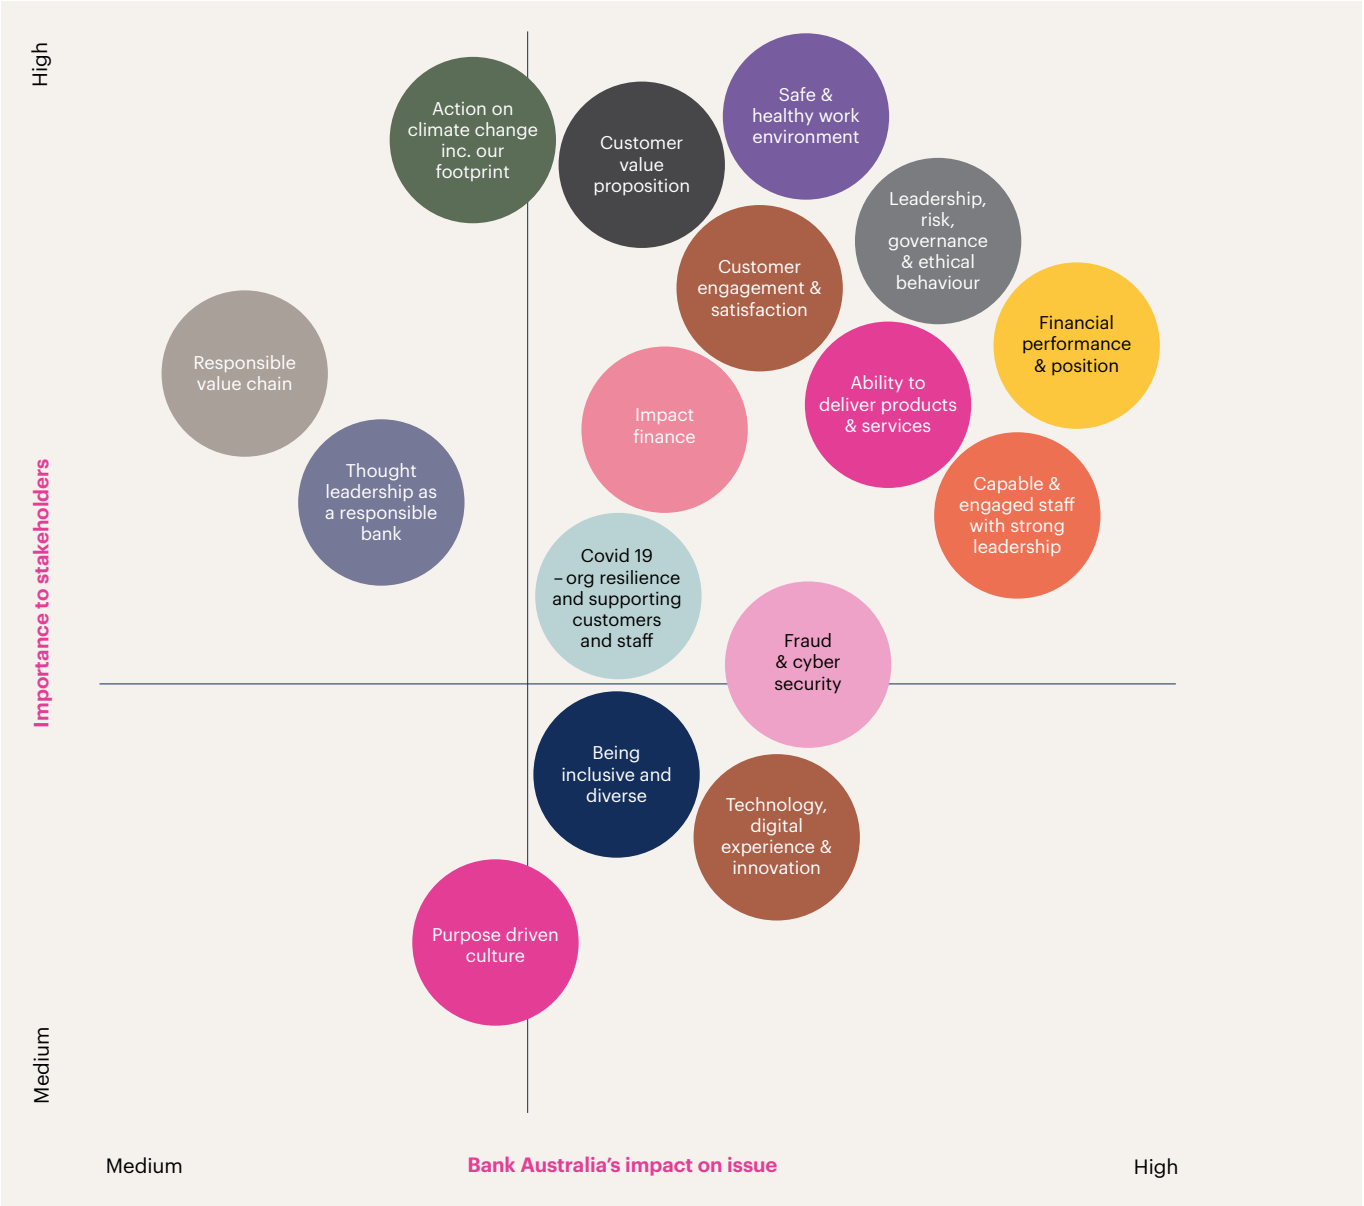 High
Action on
climate change
inc. our
footprint
Customer
value
proposition
Safe &
healthy work
environment
Leadership,
risk,
governance
& ethical
behaviour
Customer
engagement &
satisfaction
Financial
performance
& position
Responsible
value chain
Impact
finance
Ability to
deliver products
& services
Thought
leadership as
a responsible
bank
Capable &
engaged staff
with strong
leadership
Covid 19
– org resilience
and supporting
customers
and staff
Fraud
& cyber
security
Importance to stakeholders
Being
inclusive and
diverse
Technology,
digital
experience &
innovation
Purpose driven
culture
Medium
Medium
Bank Australia’s impact on issue
High